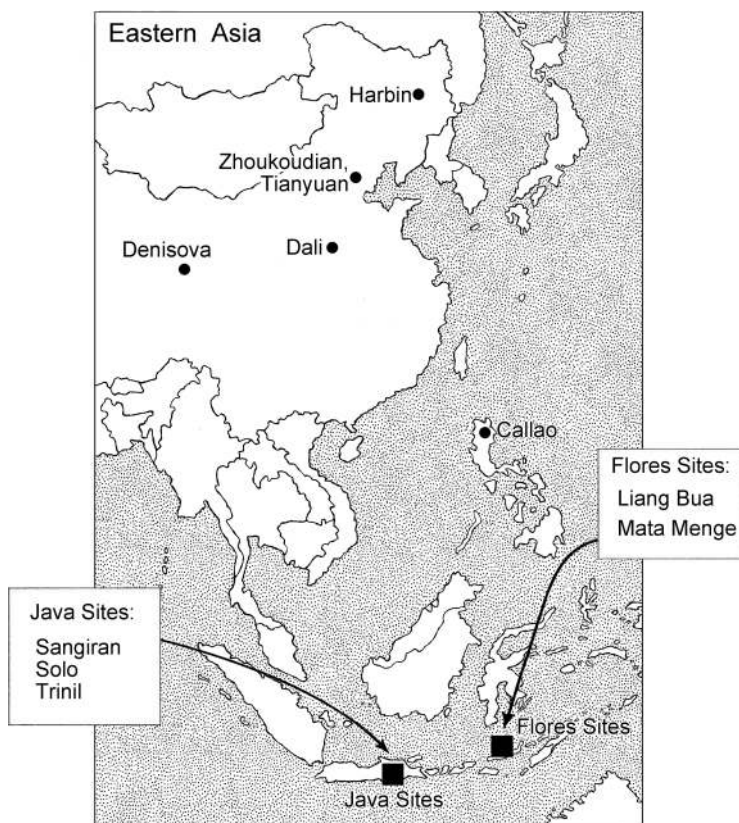 Eastern Asia
Harbin
Zhoukoudian,
Tianyuan
Denisova
Dali
Callao
Flores Sites:
Liang Bua
Mata Menge
Java Sites:
Sangiran
Solo
Trinil
Flores Sites
Java Sites